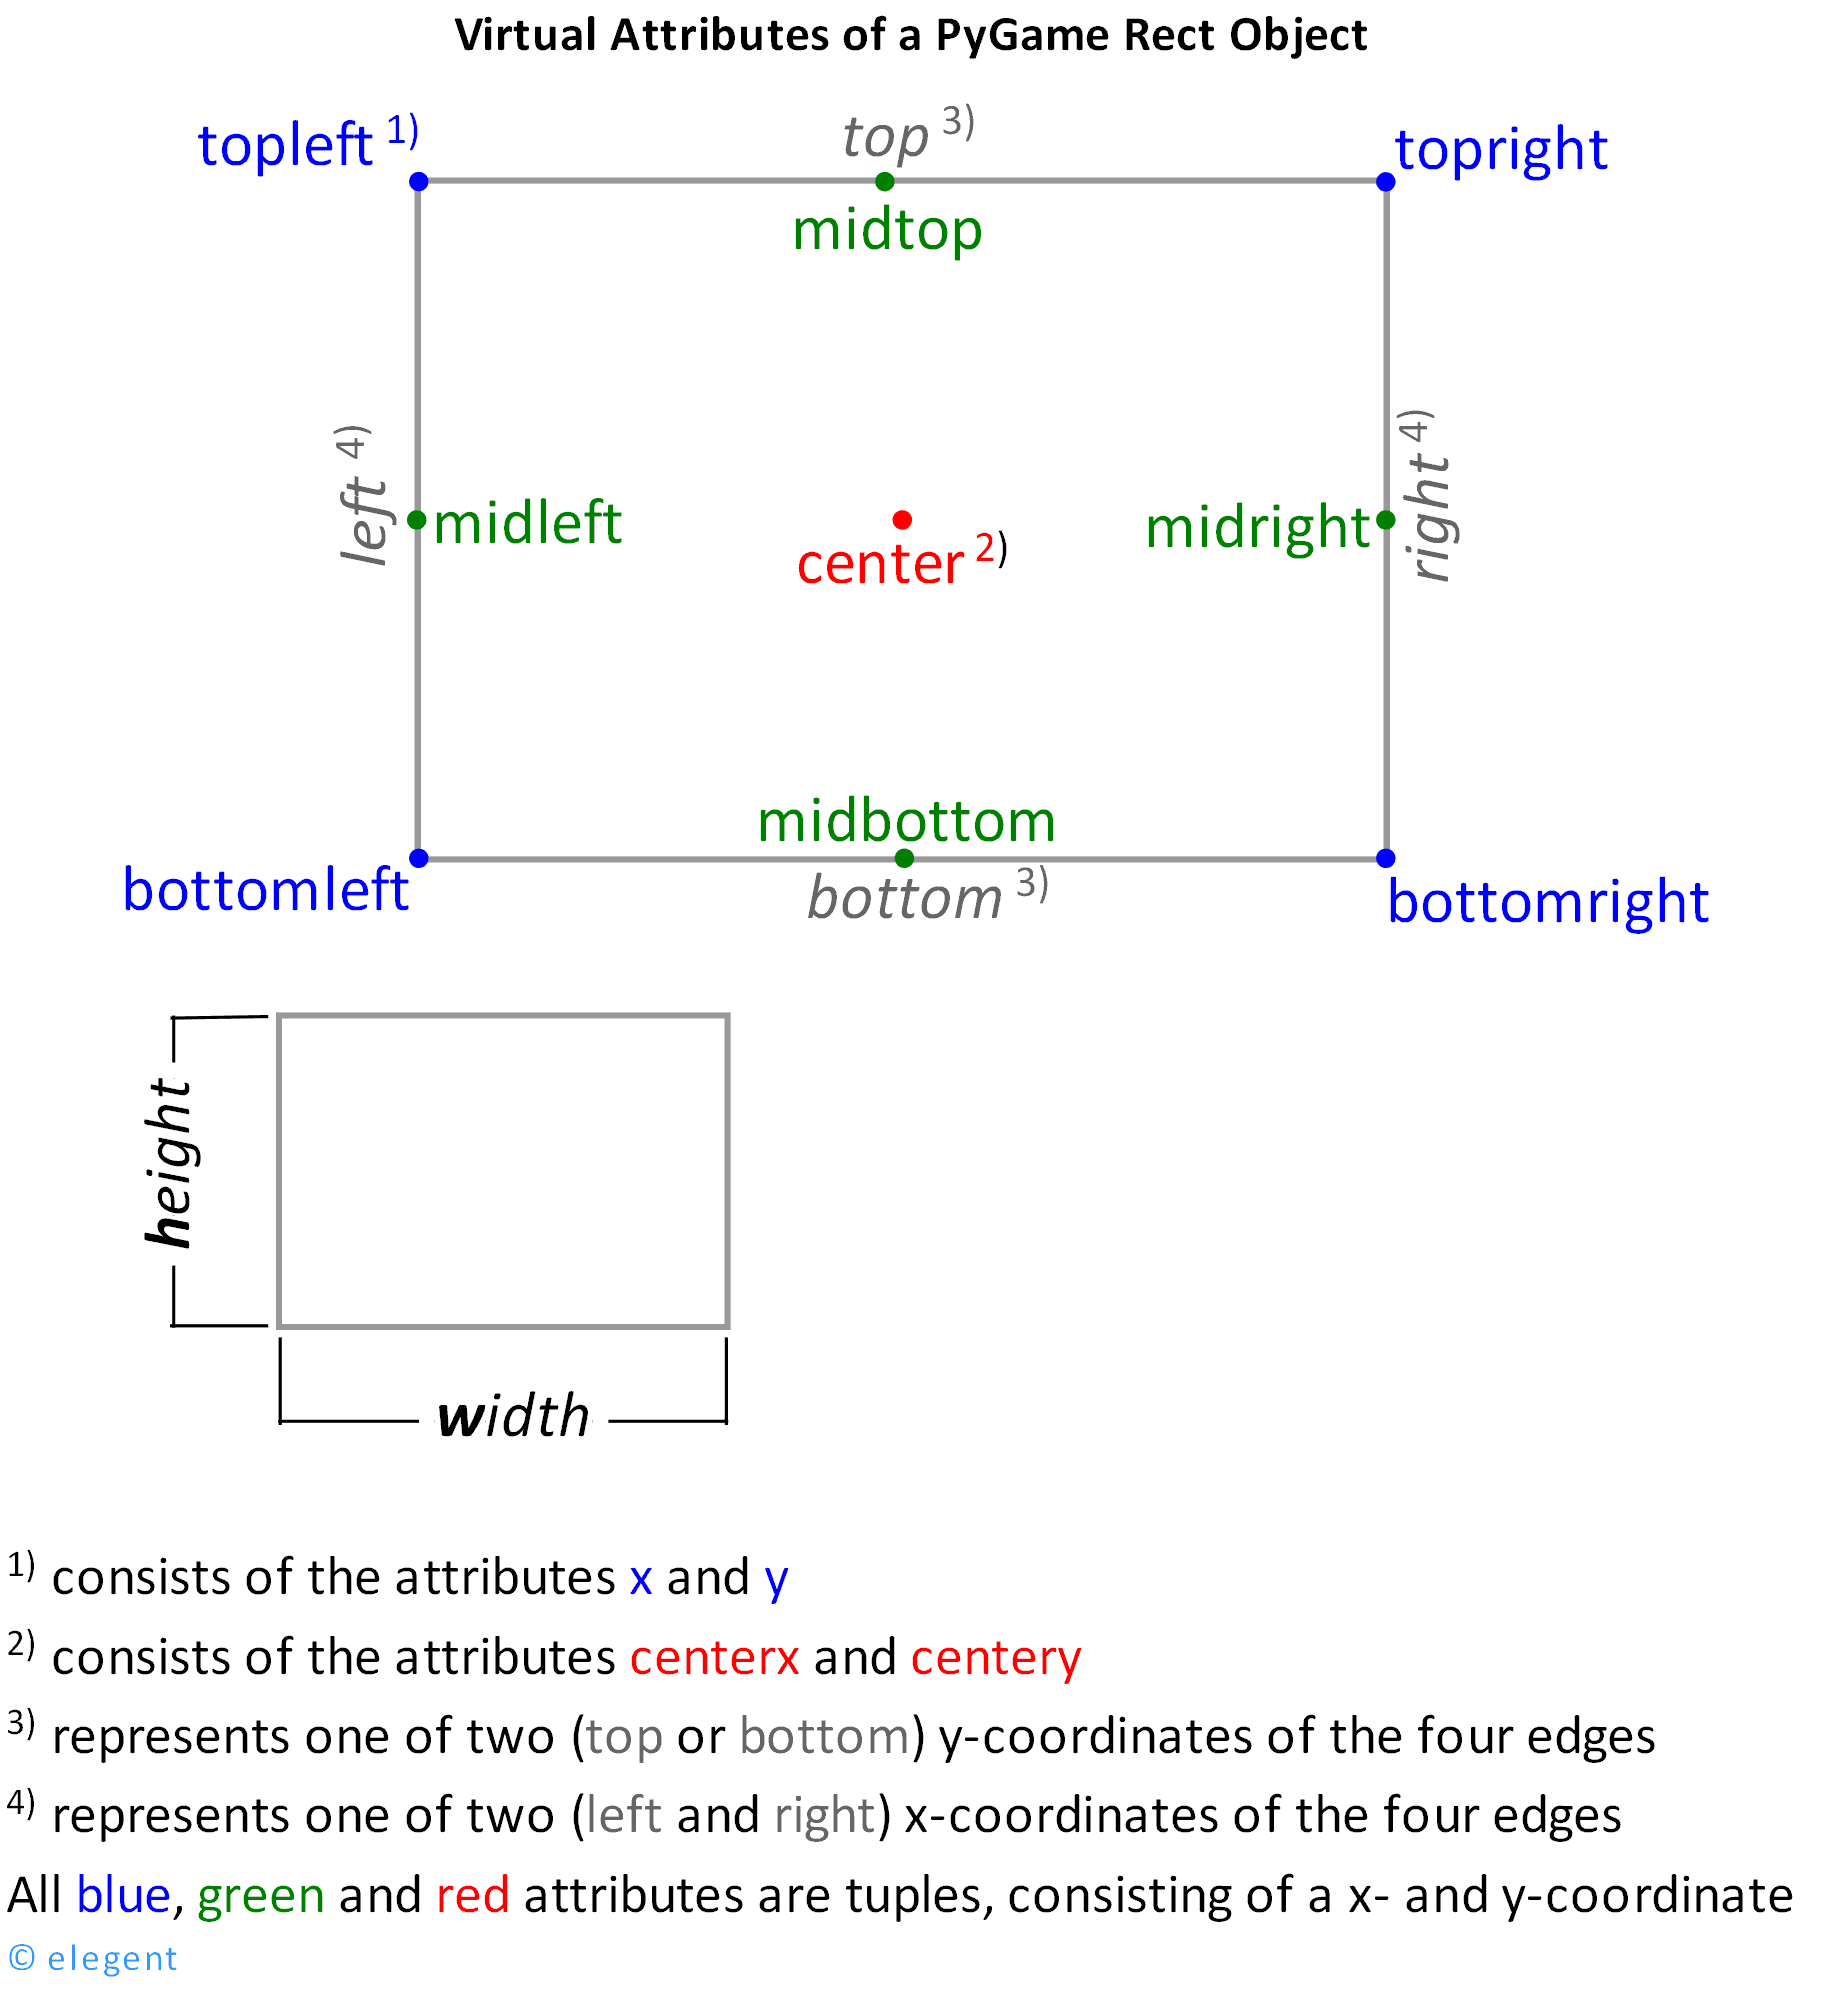 Virtual Attributes of a PyGame Rect Object
topleft 1)
top 3)
topright
midtop
left 4)
midleft
center 2)
midright
right 4)
midbottom
bottomleft
bottom 3)
bottomright
height
width
1) consists of the attributes x and y
2) consists of the attributes centerx and centery
3) represents one of two (top or bottom) y-coordinates of the four edges
4) represents one of two (left and right) x-coordinates of the four edges
All blue, green and red attributes are tuples, consisting of a x- and y-coordinate
© elegent